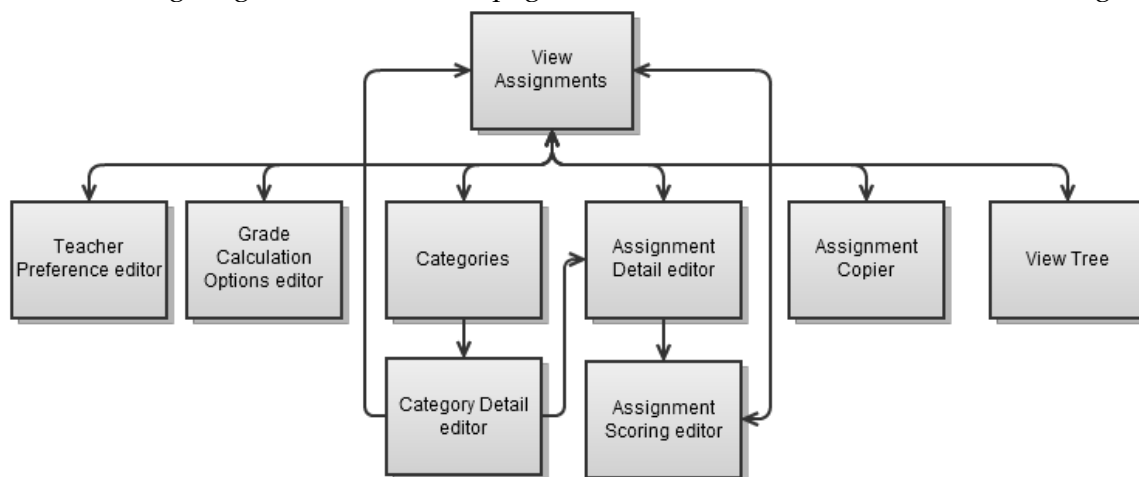 View
Assignments
Teacher
Preference editor
Grade
Calculation
Options editor
Categories
Assignment
Detail editor
Assignment
Copier
View Tree
Category Detail
editor
Assignment
Scoring editor